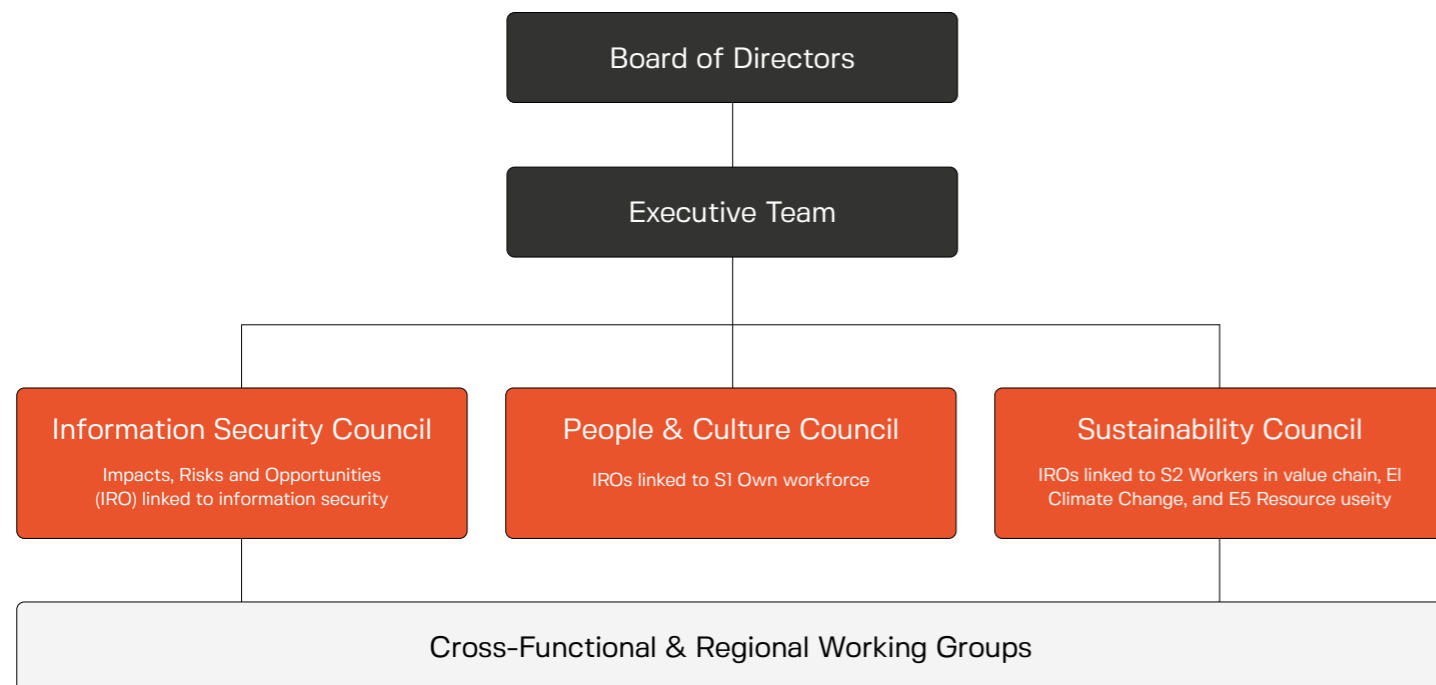 Board of Directors
Executive Team
Information Security Council
Impacts, Risks and Opportunities
(IRO) linked to information security
People & Culture Council
IROs linked to S1 Own workforce
Sustainability Council
IROs linked to S2 Workers in value chain, E1
Climate Change, and E5 Resource useity
Cross-Functional & Regional Working Groups